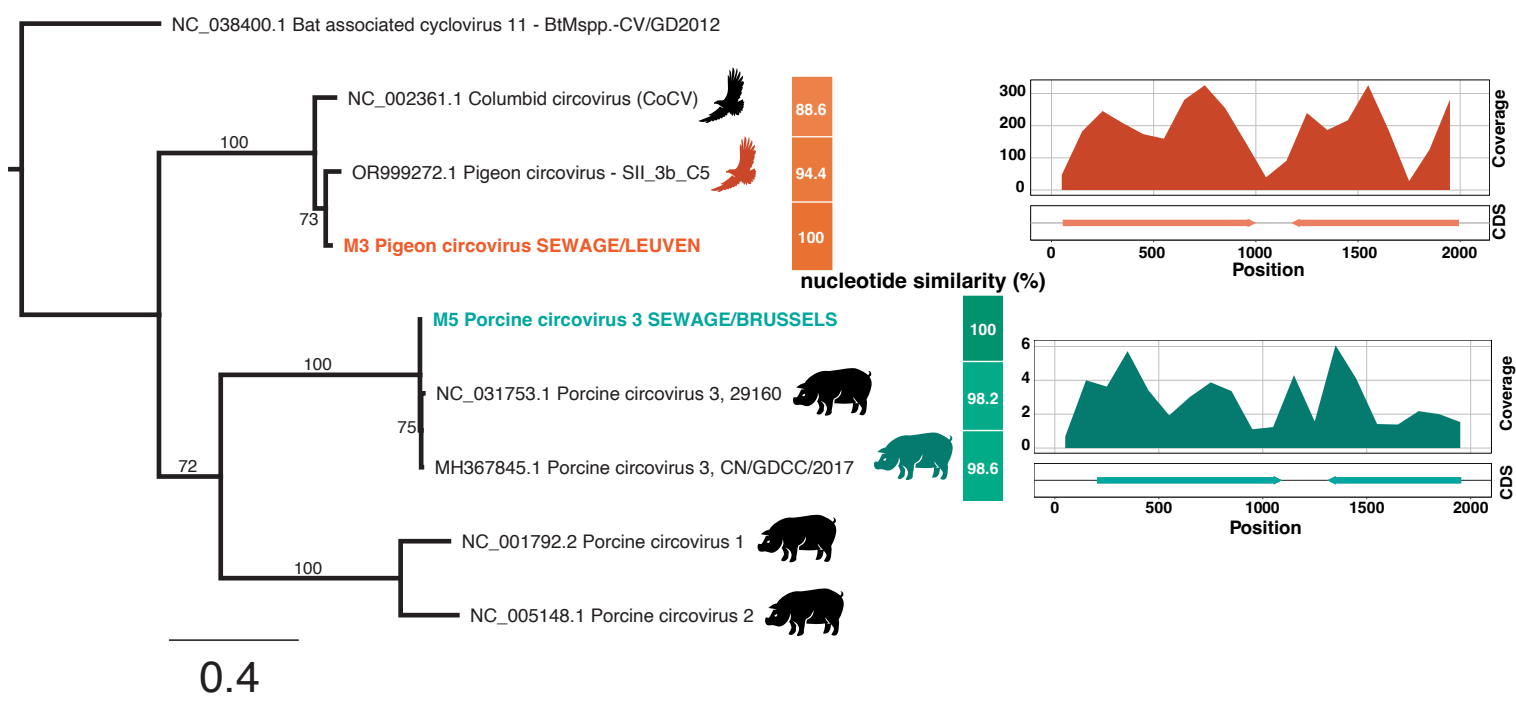 NC_038400.1 Bat associated cyclovirus 11 - BtMspp.-CV/GD2012
NC_002361.1 Columbid circovirus (CoCV)
88.6
100
OR999272.1 Pigeon circovirus - SII_3b_C5
94.4
73
M3 Pigeon circovirus SEWAGE/LEUVEN
100
300
200
100
0
Coverage
CDS
0 500 1000 1500 2000
Position
nucleotide similarity (%)
M5 Porcine circovirus 3 SEWAGE/BRUSSELS
100
100
NC_031753.1 Porcine circovirus 3, 29160
98.2
75
MH367845.1 Porcine circovirus 3, CN/GDCC/2017
98.6
6
4
2
0
Coverage
CDS
0 500 1000 1500 2000
Position
72
NC_001792.2 Porcine circovirus 1
100
NC_005148.1 Porcine circovirus 2
0.4